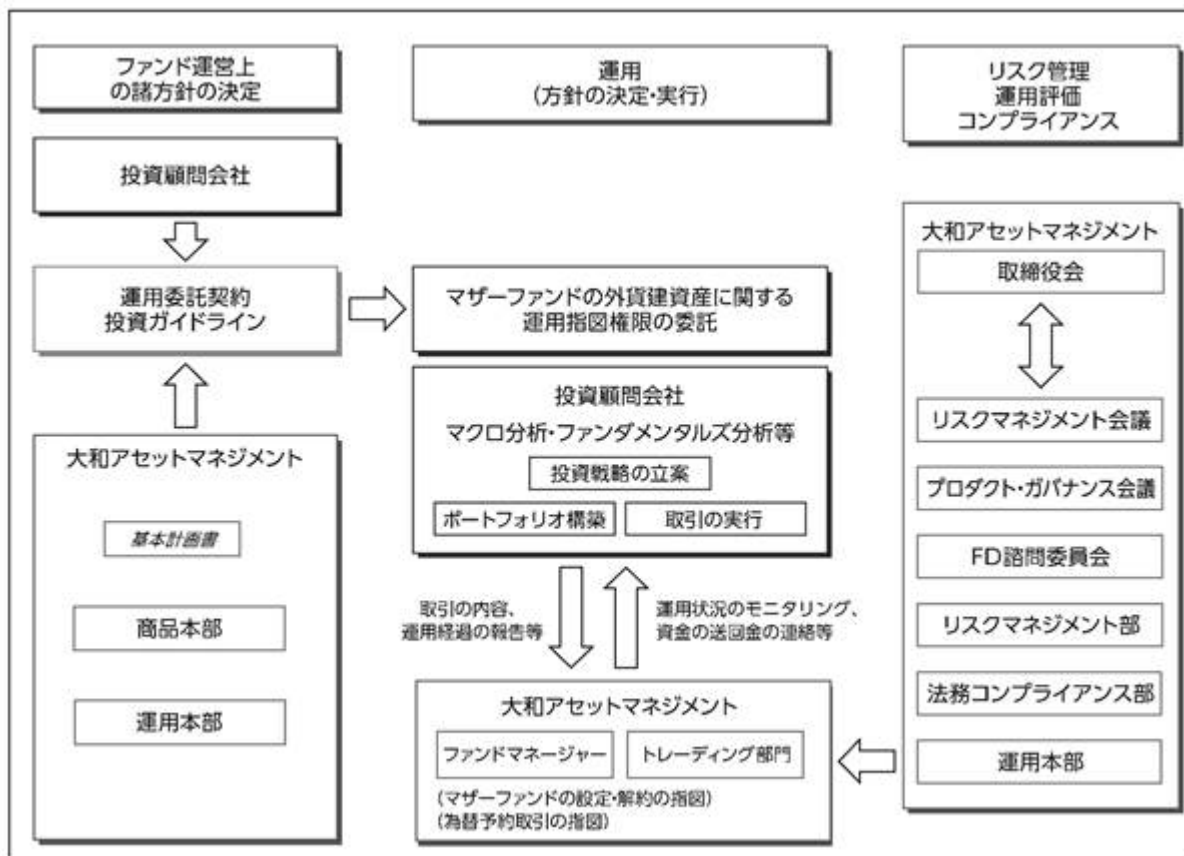 ファンド運営上
の諸方針の決定
運用
(方針の決定・実行)
リスク管理
運用評価
コンプライアンス
投資顧問会社
運用委託契約
投資ガイドライン
大和アセットマネジメント
基本計画書
商品本部
運用本部
マザーファンドの外貨建資産に関する
運用指図権限の委託
投資顧問会社
マクロ分析・ファンダメンタルズ分析等
投資戦略の立案
ポートフォリオ構築
取引の実行
取引の内容、
運用経過の報告等
運用状況のモニタリング、
資金の送回金の連絡等
大和アセットマネジメント
ファンドマネージャー
トレーディング部門
(マザーファンドの設定・解約の指図)
(為替予約取引の指図)
大和アセットマネジメント
取締役会
リスクマネジメント会議
プロダクト・ガバナンス会議
FD諮問委員会
リスクマネジメント部
法務コンプライアンス部
運用本部